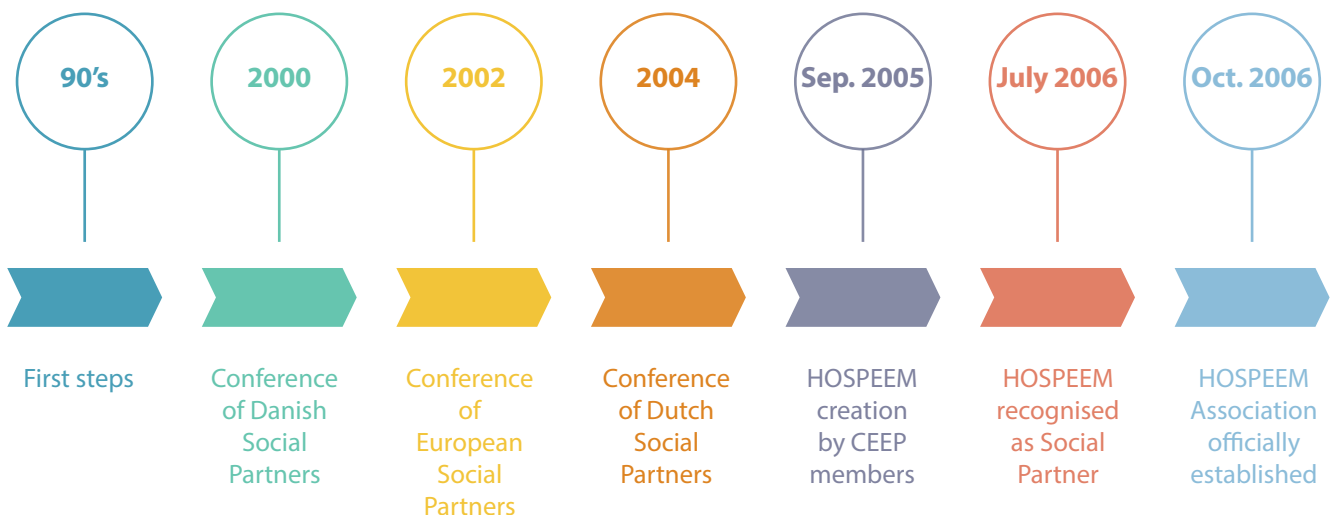 90's
2000
2002
2004
Sep. 2005
July 2006
Oct. 2006
First steps
Conference
of Danish
Social
Partners
Conference
of
European
Social
Partners
Conference
of Dutch
Social
Partners
HOSPEEM
creation
by CEEP
members
HOSPEEM
recognised
as Social
Partner
HOSPEEM
Association
officially
established